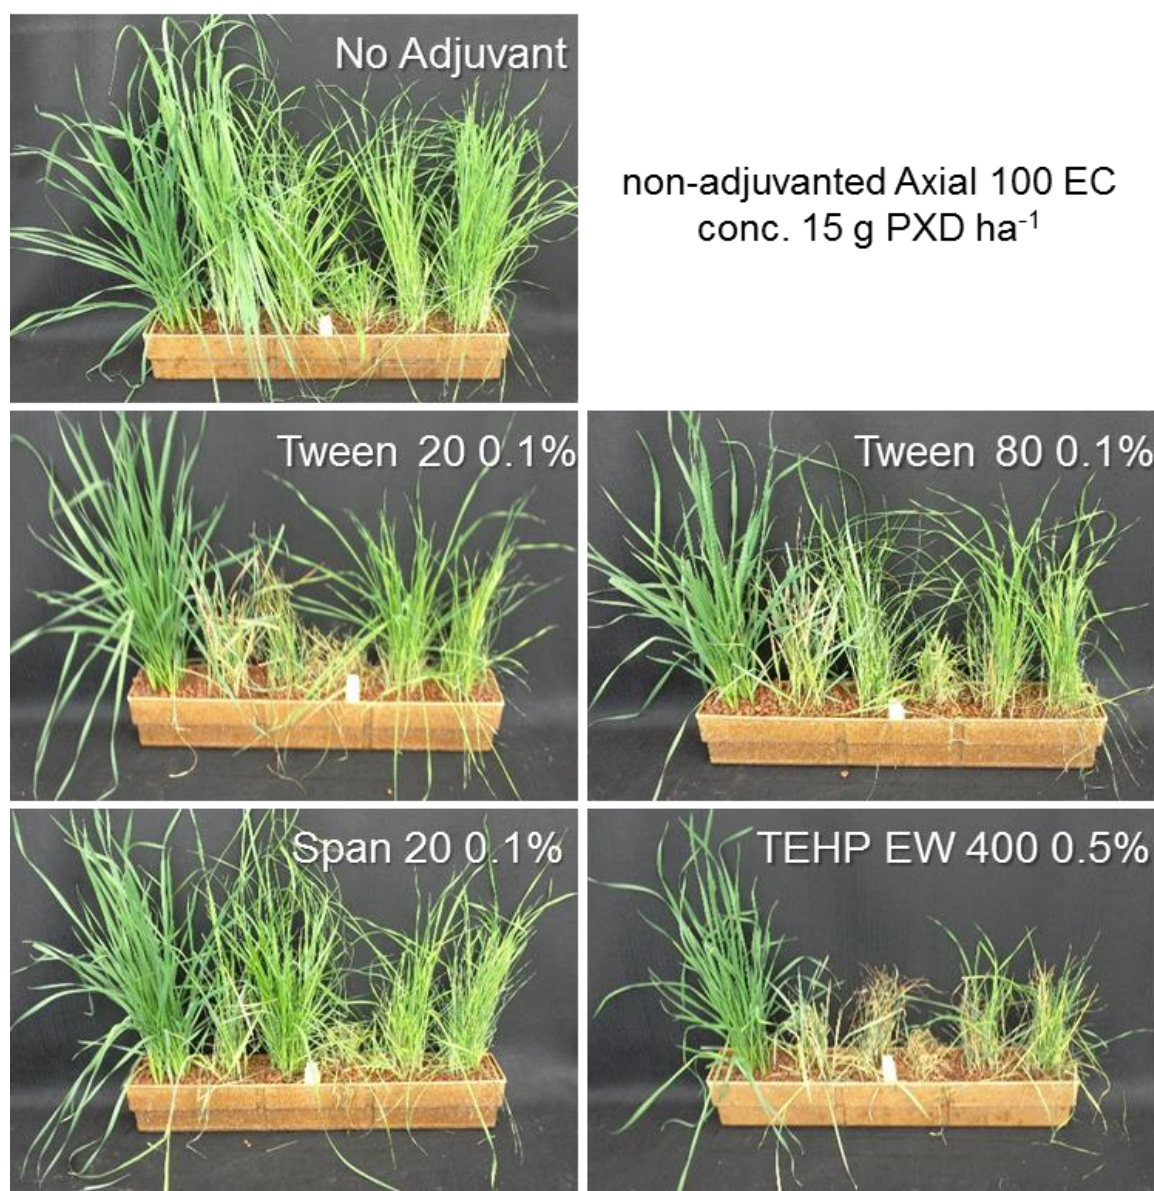 No Adjuvant
non-adjuvanted Axial 100 EC
conc. 15 g PXD ha⁻¹
Tween 20 0.1%
Tween 80 0.1%
Span 20 0.1%
TEHP EW 400 0.5%